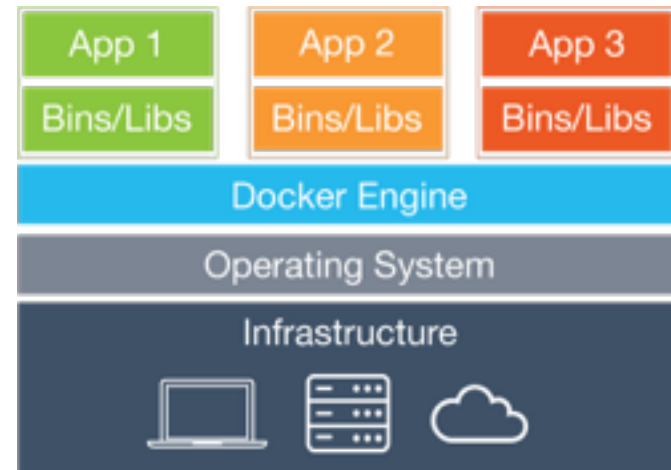 App 1
App 2
App 3
Bins/Libs
Bins/Libs
Bins/Libs
Docker Engine
Operating System
Infrastructure